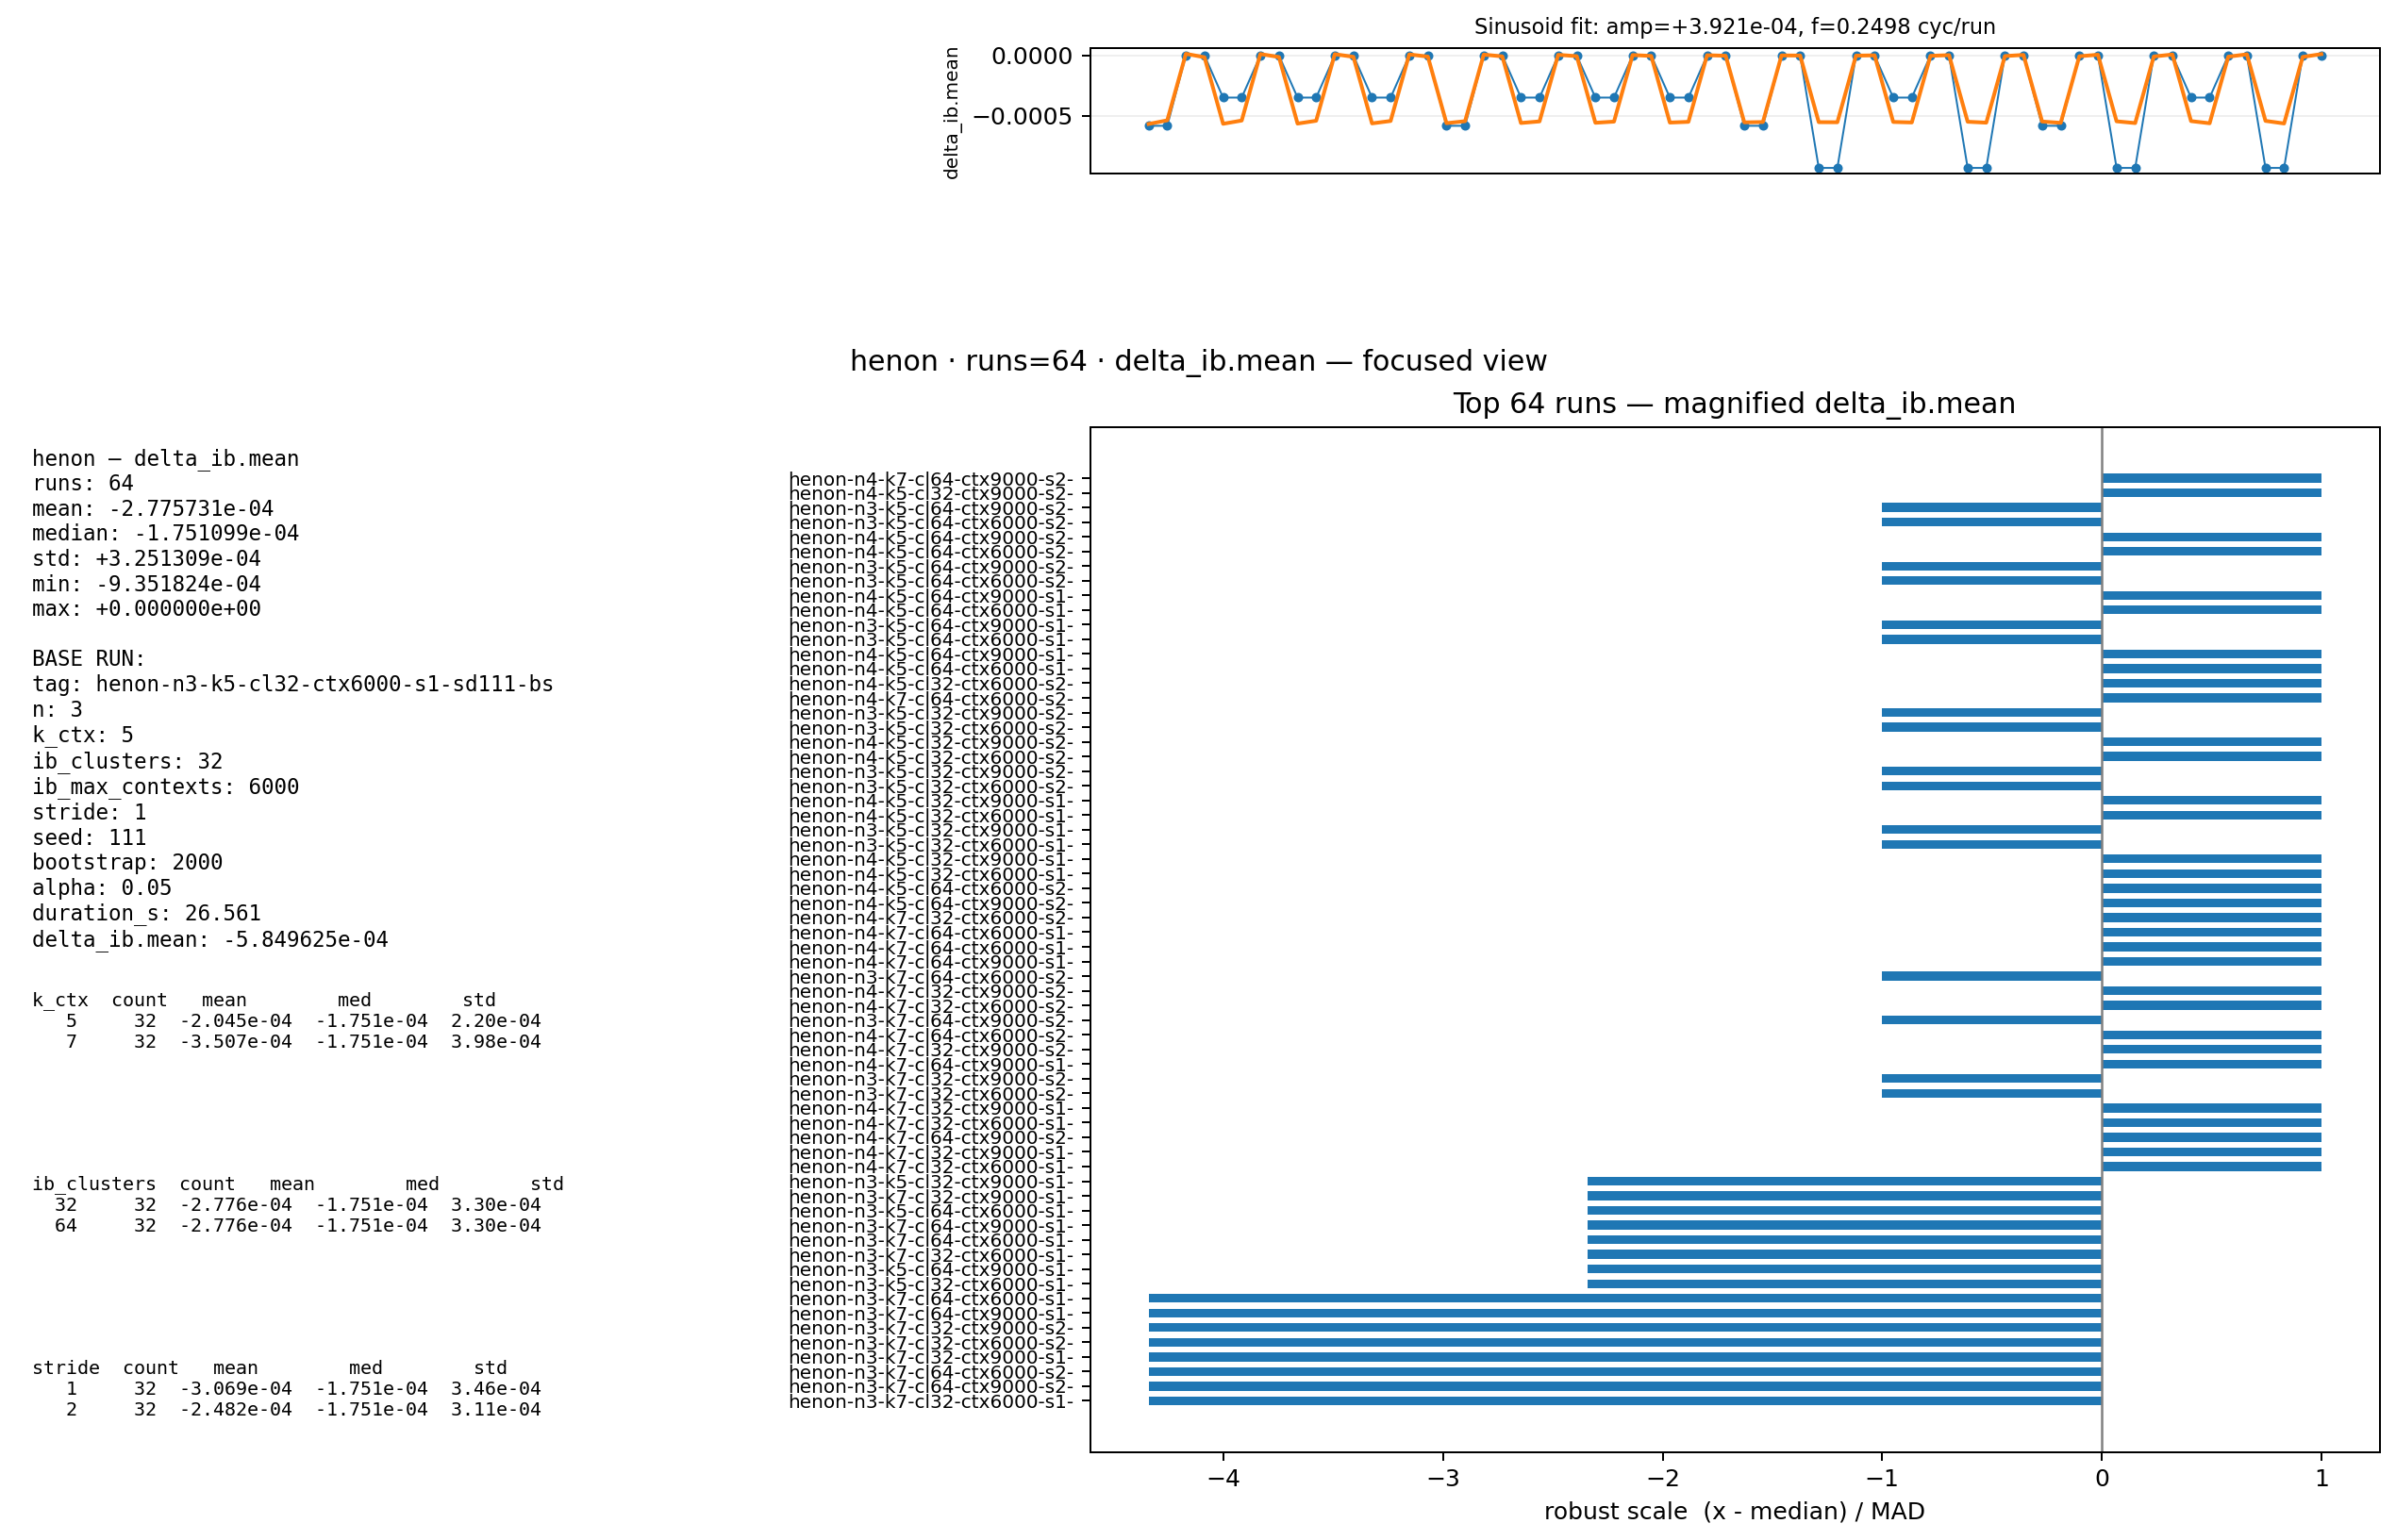 Sinusoid fit: amp=+3.921e-04, f=0.2498 cyc/run
delta_ib.mean
0.0000
−0.0005
henon · runs=64 · delta_ib.mean — focused view
Top 64 runs — magnified delta_ib.mean
henon — delta_ib.mean
runs: 64
mean: -2.775731e-04
median: -1.751099e-04
std: +3.251309e-04
min: -9.351824e-04
max: +0.000000e+00
BASE RUN:
tag: henon-n3-k5-cl32-ctx6000-s1-sd111-bs
n: 3
k_ctx: 5
ib_clusters: 32
ib_max_contexts: 6000
stride: 1
seed: 111
bootstrap: 2000
alpha: 0.05
duration_s: 26.561
delta_ib.mean: -5.849625e-04
k_ctx count mean med std
5 32 -2.045e-04 -1.751e-04 2.20e-04
7 32 -3.507e-04 -1.751e-04 3.98e-04
ib_clusters count mean med std
32 32 -2.776e-04 -1.751e-04 3.30e-04
64 32 -2.776e-04 -1.751e-04 3.30e-04
stride count mean med std
1 32 -3.069e-04 -1.751e-04 3.46e-04
2 32 -2.482e-04 -1.751e-04 3.11e-04
henon-n4-k7-cl64-ctx9000-s2-
henon-n4-k5-cl32-ctx9000-s2-
henon-n3-k5-cl64-ctx9000-s2-
henon-n3-k5-cl64-ctx6000-s2-
henon-n4-k5-cl64-ctx9000-s2-
henon-n4-k5-cl64-ctx6000-s2-
henon-n3-k5-cl64-ctx9000-s2-
henon-n3-k5-cl64-ctx6000-s2-
henon-n4-k5-cl64-ctx9000-s1-
henon-n4-k5-cl64-ctx6000-s1-
henon-n3-k5-cl64-ctx9000-s1-
henon-n3-k5-cl64-ctx6000-s1-
henon-n4-k5-cl64-ctx9000-s1-
henon-n4-k5-cl64-ctx6000-s1-
henon-n4-k5-cl32-ctx6000-s2-
henon-n4-k7-cl64-ctx6000-s2-
henon-n3-k5-cl32-ctx9000-s2-
henon-n3-k5-cl32-ctx6000-s2-
henon-n4-k5-cl32-ctx9000-s2-
henon-n4-k5-cl32-ctx6000-s2-
henon-n3-k5-cl32-ctx9000-s2-
henon-n3-k5-cl32-ctx6000-s2-
henon-n4-k5-cl32-ctx9000-s1-
henon-n4-k5-cl32-ctx6000-s1-
henon-n3-k5-cl32-ctx9000-s1-
henon-n3-k5-cl32-ctx6000-s1-
henon-n4-k5-cl32-ctx9000-s1-
henon-n4-k5-cl32-ctx6000-s1-
henon-n4-k5-cl64-ctx6000-s2-
henon-n4-k5-cl64-ctx9000-s2-
henon-n4-k7-cl32-ctx6000-s2-
henon-n4-k7-cl64-ctx9000-s1-
henon-n4-k7-cl64-ctx6000-s1-
henon-n4-k7-cl64-ctx9000-s1-
henon-n3-k7-cl64-ctx6000-s2-
henon-n4-k7-cl32-ctx9000-s2-
henon-n4-k7-cl32-ctx6000-s2-
henon-n3-k7-cl64-ctx9000-s2-
henon-n4-k7-cl64-ctx6000-s2-
henon-n4-k7-cl32-ctx9000-s2-
henon-n4-k7-cl64-ctx9000-s1-
henon-n3-k7-cl32-ctx9000-s2-
henon-n3-k7-cl32-ctx6000-s2-
henon-n4-k7-cl32-ctx9000-s1-
henon-n4-k7-cl32-ctx6000-s1-
henon-n4-k7-cl64-ctx9000-s2-
henon-n4-k7-cl32-ctx9000-s1-
henon-n4-k7-cl32-ctx6000-s1-
henon-n3-k5-cl32-ctx9000-s1-
henon-n3-k7-cl32-ctx9000-s1-
henon-n3-k5-cl64-ctx6000-s1-
henon-n3-k7-cl64-ctx9000-s1-
henon-n3-k7-cl64-ctx6000-s1-
henon-n3-k7-cl32-ctx6000-s1-
henon-n3-k5-cl64-ctx9000-s1-
henon-n3-k5-cl32-ctx6000-s1-
henon-n3-k7-cl64-ctx6000-s1-
henon-n3-k7-cl64-ctx9000-s1-
henon-n3-k7-cl32-ctx9000-s2-
henon-n3-k7-cl32-ctx6000-s2-
henon-n3-k7-cl32-ctx9000-s1-
henon-n3-k7-cl64-ctx6000-s2-
henon-n3-k7-cl64-ctx9000-s2-
henon-n3-k7-cl32-ctx6000-s1-
−4 −3 −2 −1 0 1
robust scale (x - median) / MAD